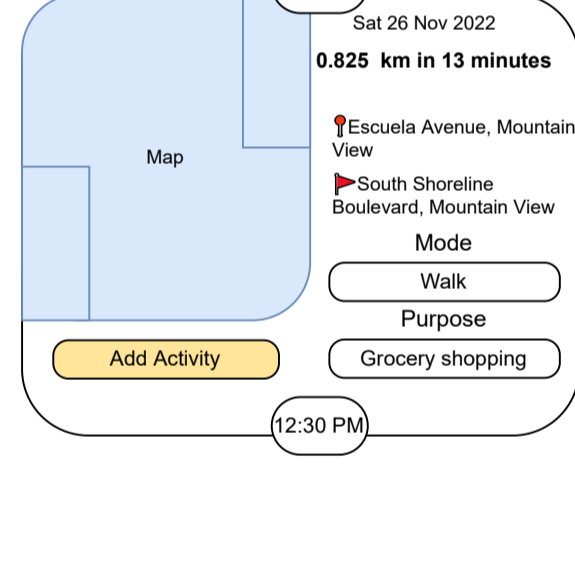 Sat 26 Nov 2022
0.825 km in 13 minutes
Map
Escuela Avenue, Mountain
View
South Shoreline
Boulevard, Mountain View
Mode
Walk
Purpose
Add Activity
Grocery shopping
12:30 PM